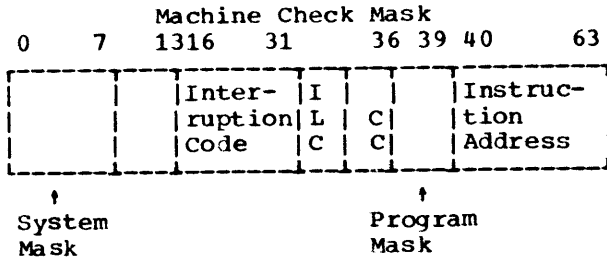 Machine Check Mask
0 7 1316 31 36 39 40 63
Inter- I Instruc-
ruption L C tion
Code C C Address
System Program
Mask Mask